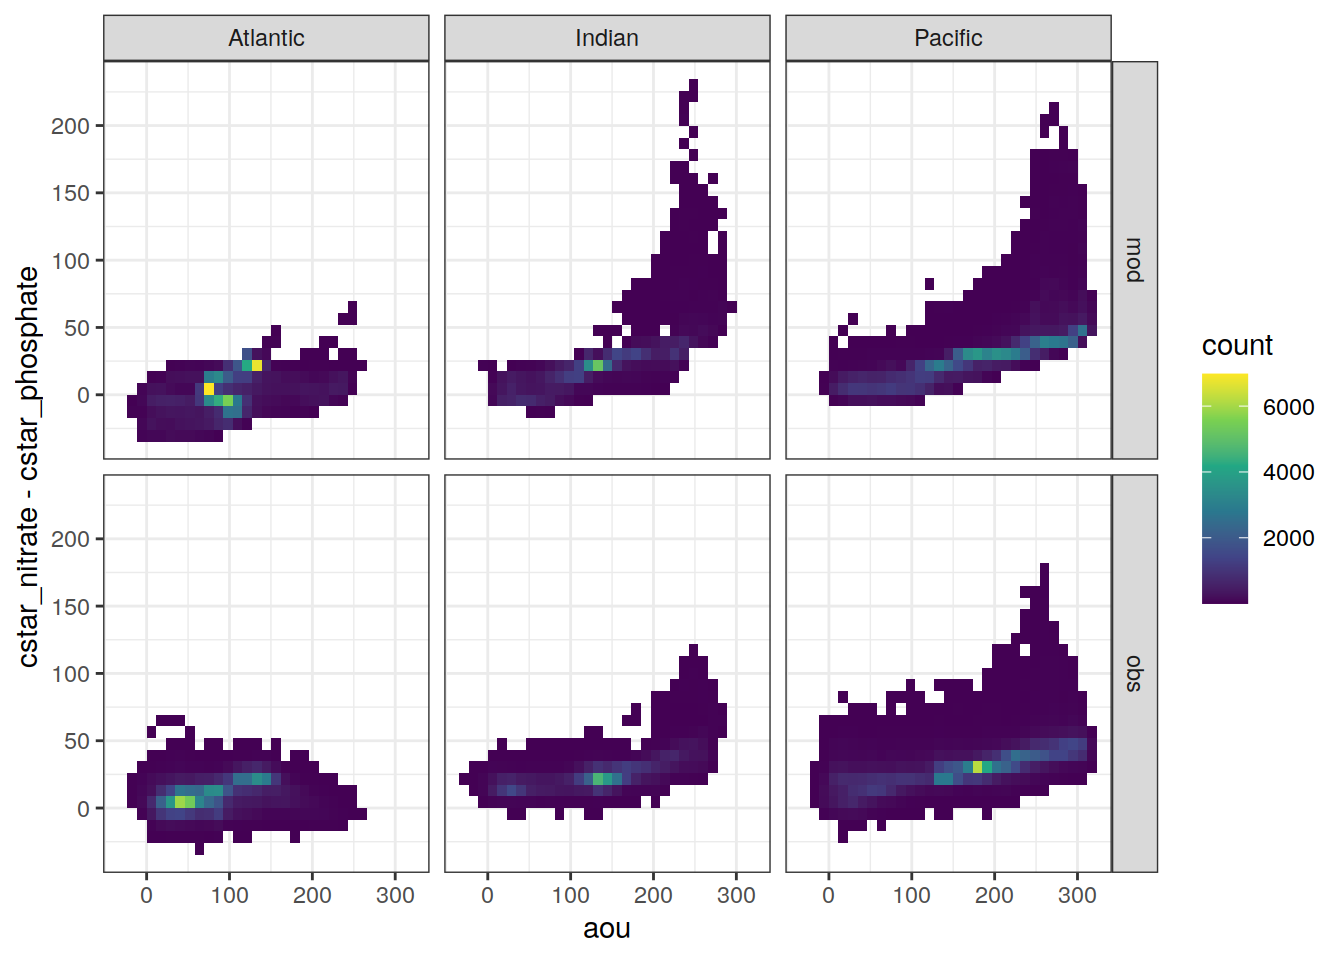 Atlantic Indian Pacific
200
150
100
50
0
mod
200
150
100
50
0
obs
0 100 200 300 0 100 200 300 0 100 200 300
aou
cstar_nitrate - cstar_phosphate
count
6000
4000
2000